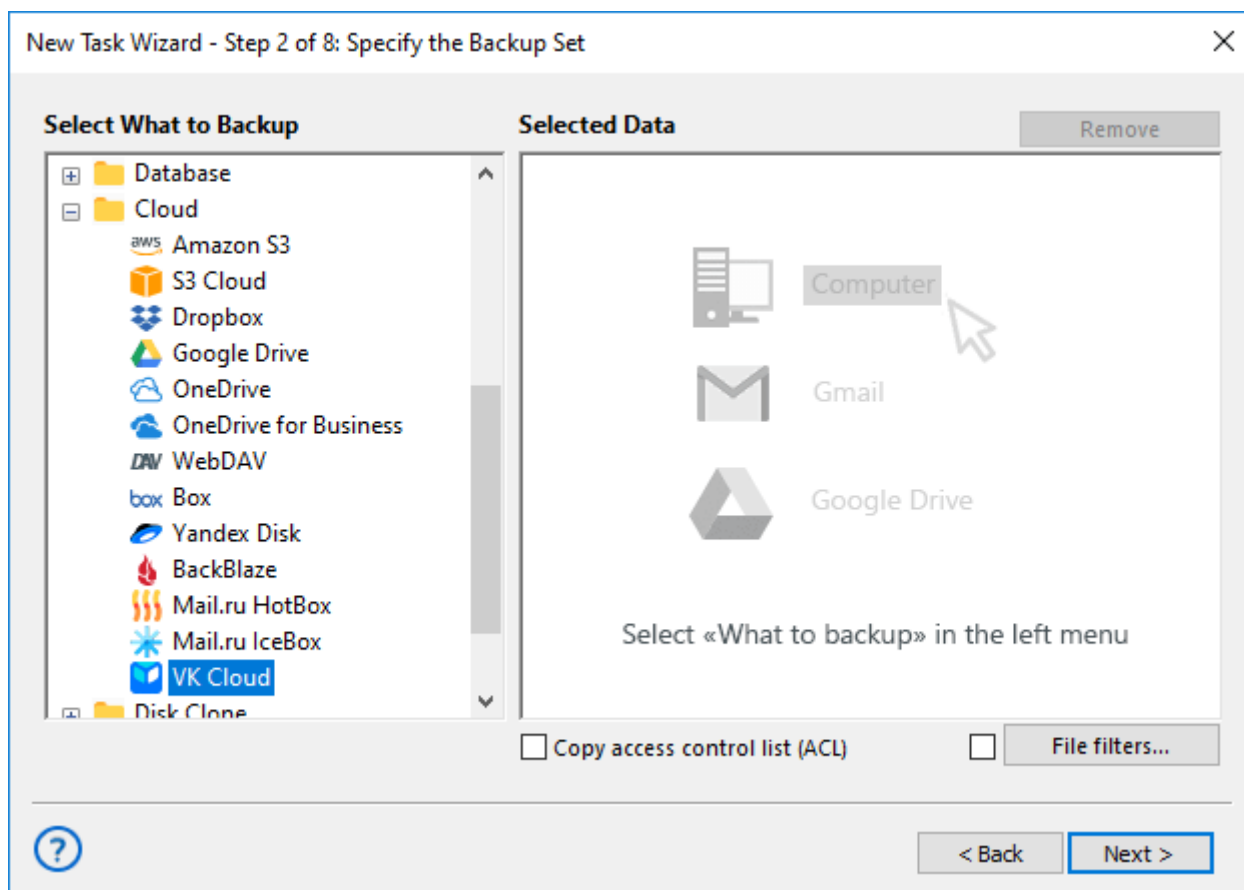 New Task Wizard - Step 2 of 8: Specify the Backup Set
Select What to Backup
Database
Cloud
aws Amazon S3
S3 Cloud
Dropbox
Google Drive
OneDrive
OneDrive for Business
DAV WebDAV
box Box
Yandex Disk
BackBlaze
Mail.ru HotBox
Mail.ru IceBox
VK Cloud
Disk Clone
Selected Data
Remove
Computer
Gmail
Google Drive
Select «What to backup» in the left menu
Copy access control list (ACL)
File filters...
?
< Back
Next >